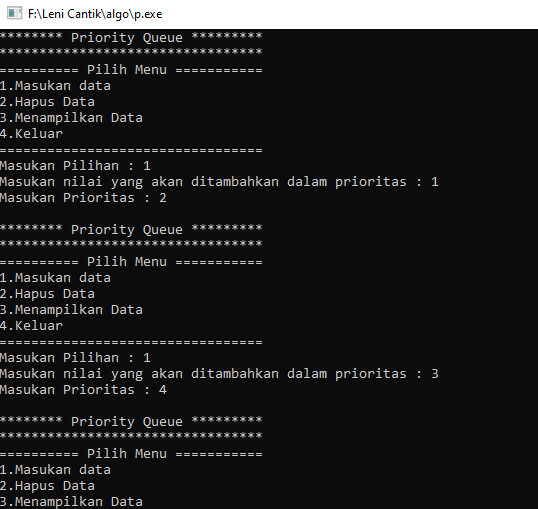 F:\Leni Cantik\algo\p.exe
******** Priority Queue *********
*********************************
========== Pilih Menu ===========
1.Masukan data
2.Hapus Data
3.Menampilkan Data
4.Keluar
=================================
Masukan Pilihan : 1
Masukan nilai yang akan ditambahkan dalam prioritas : 1
Masukan Prioritas : 2
******** Priority Queue *********
*********************************
========== Pilih Menu ===========
1.Masukan data
2.Hapus Data
3.Menampilkan Data
4.Keluar
=================================
Masukan Pilihan : 1
Masukan nilai yang akan ditambahkan dalam prioritas : 3
Masukan Prioritas : 4
******** Priority Queue *********
*********************************
========== Pilih Menu ===========
1.Masukan data
2.Hapus Data
3.Menampilkan Data